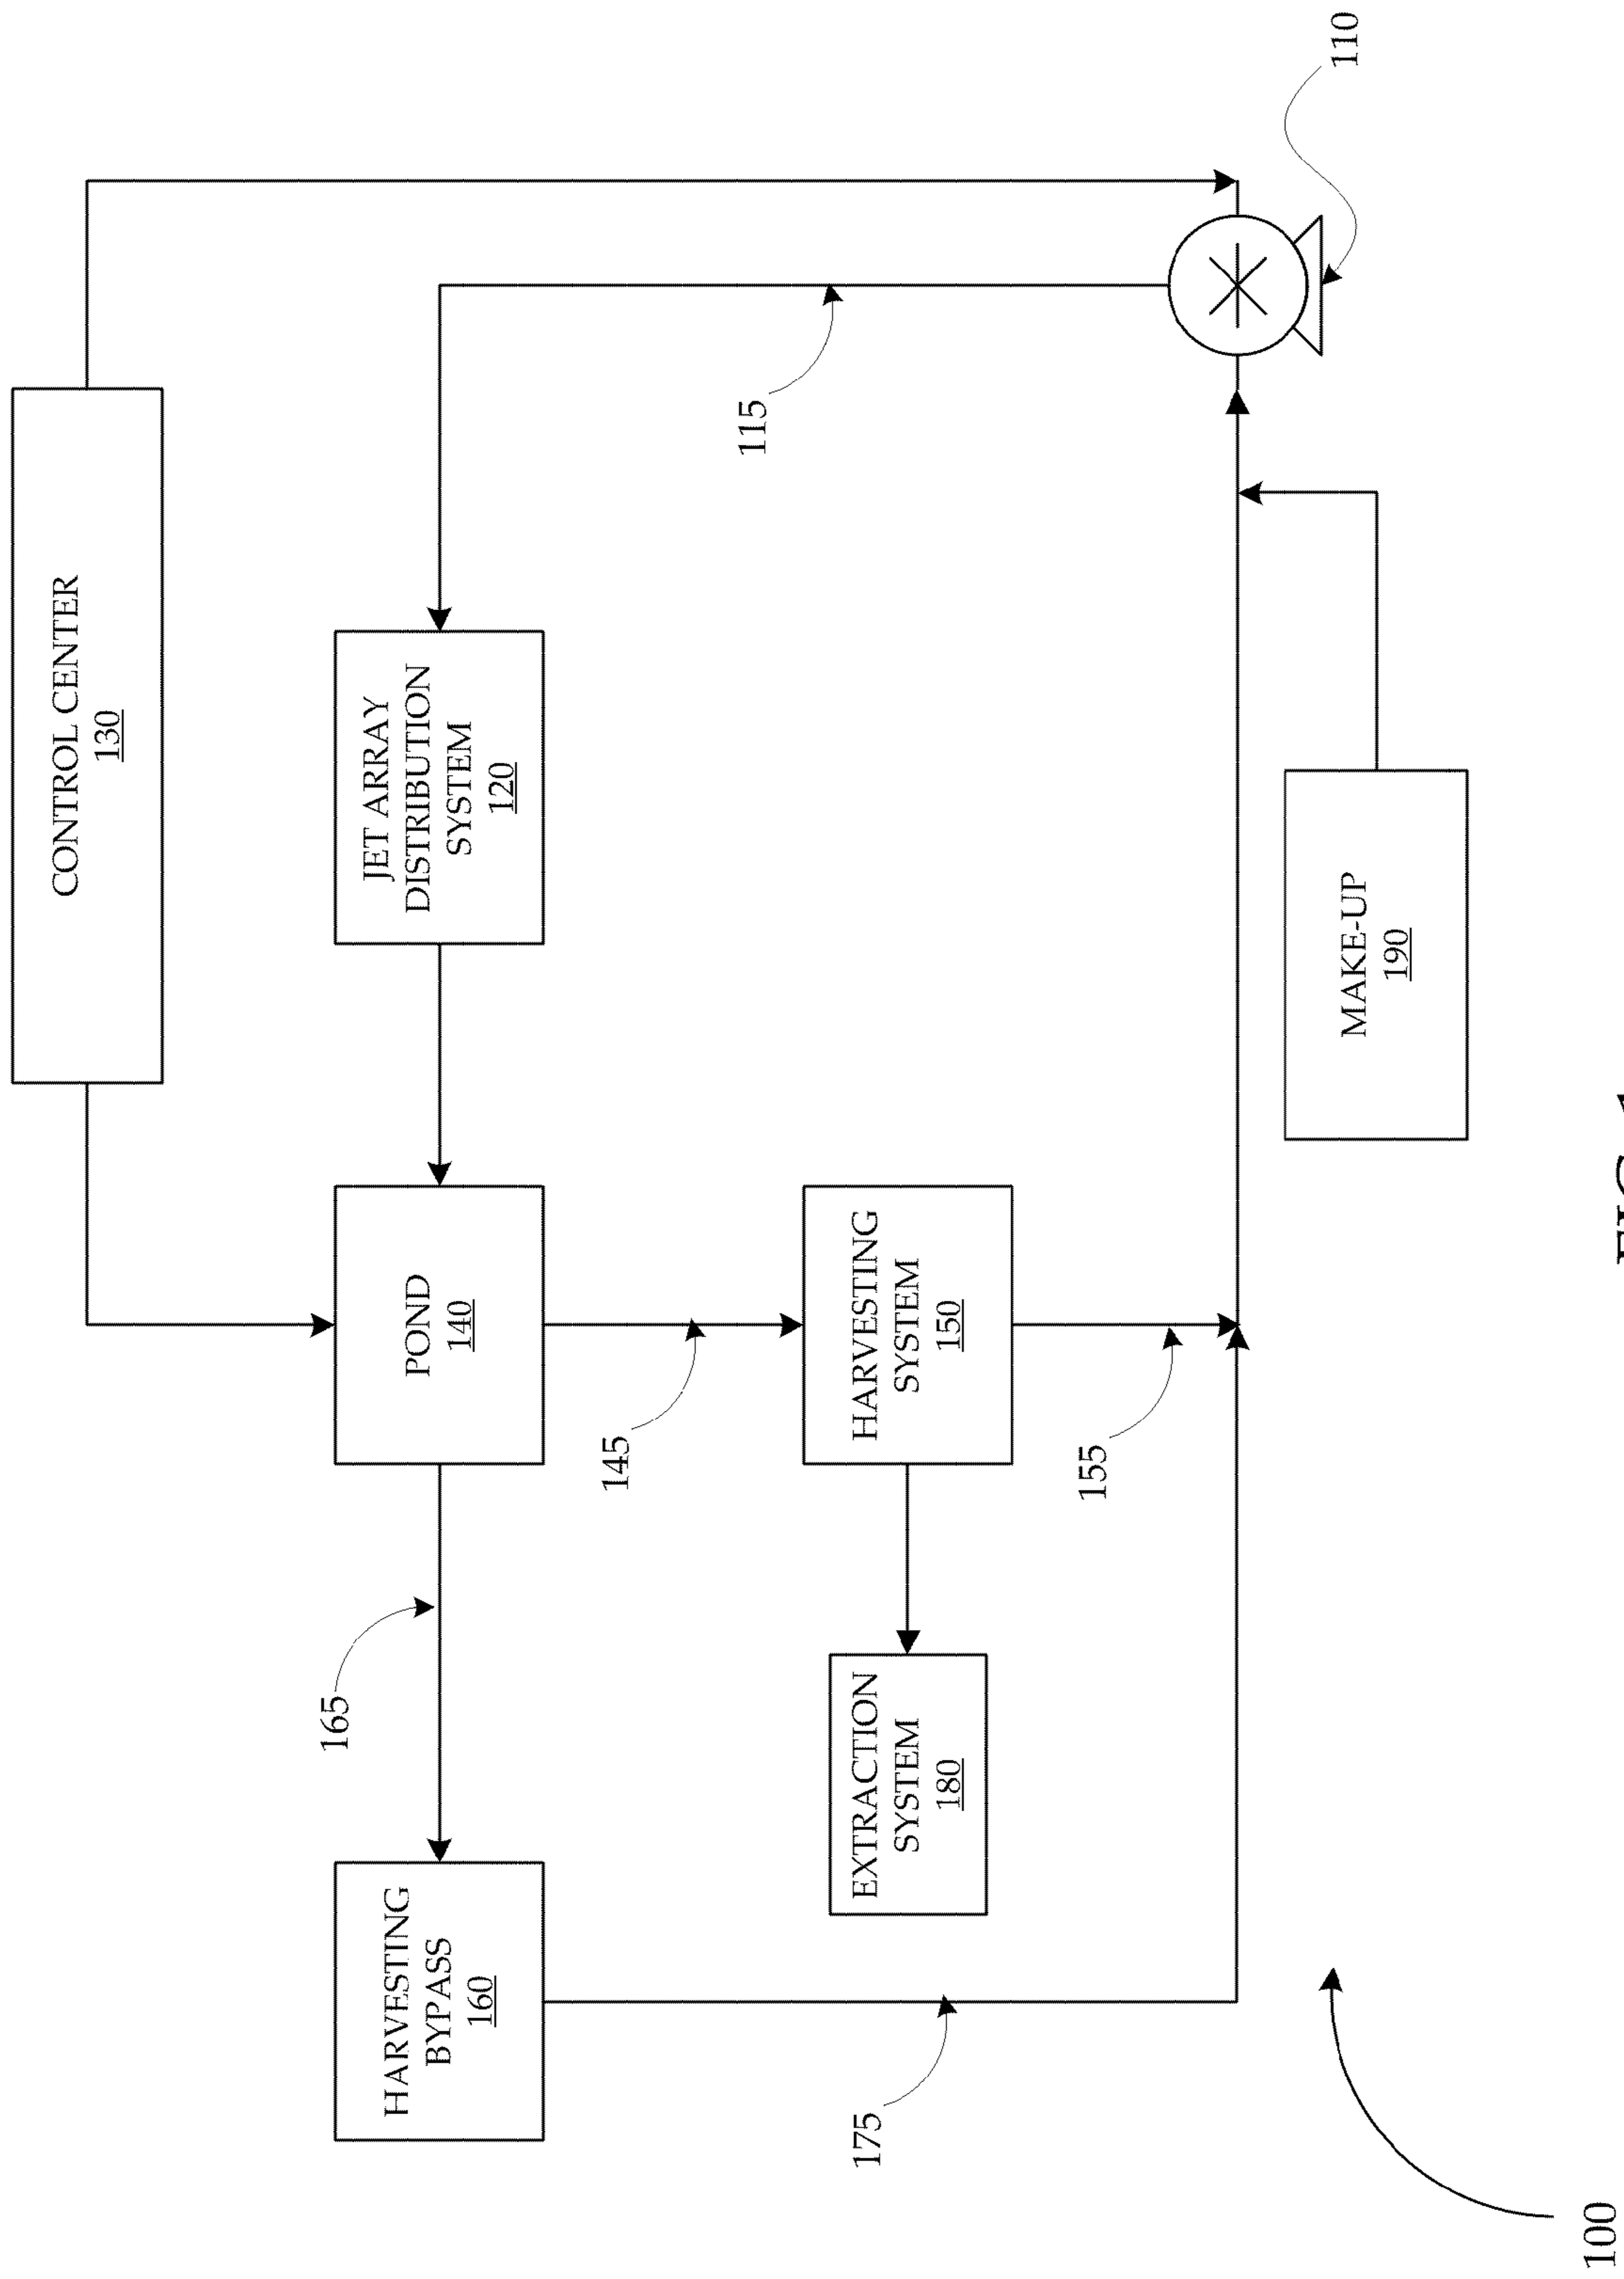 CONTROL CENTER
130
165
HARVESTING
BYPASS
160
POND
140
JET ARRAY
DISTRIBUTION
SYSTEM
120
145
115
175
EXTRACTION
SYSTEM
180
HARVESTING
SYSTEM
150
155
110
MAKE-UP
190
100